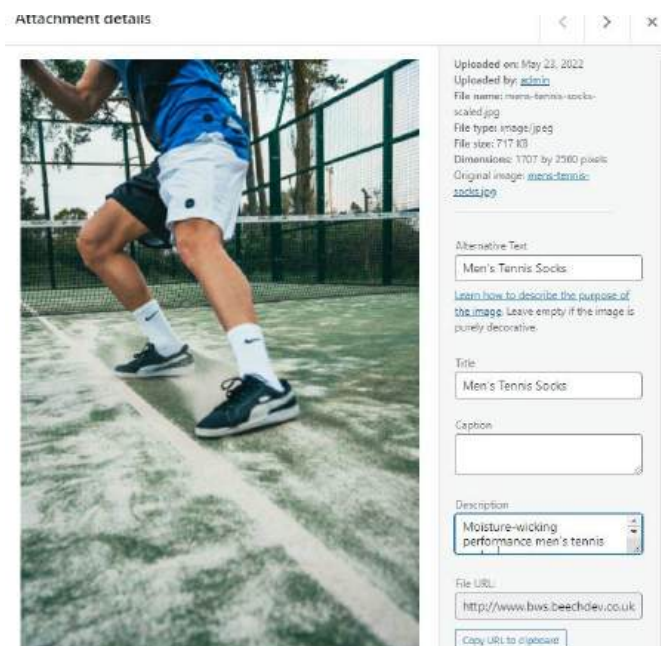 Attachment details
Uploaded on: May 23, 2022
Uploaded by: admin
File name: mens-tennis-socks-
scaled.jpg
File type: image/jpeg
File size: 717 KB
Dimensions: 1707 by 2560 pixels
Original image: mens-tennis-
socks.jpg
Alternative Text
Men's Tennis Socks
Learn how to describe the purpose of
the image. Leave empty if the image is
purely decorative.
Title
Men's Tennis Socks
Caption
Description
Moisture-wicking
performance men's tennis
File URL:
http://www.bws.beechdev.co.uk
Copy URL to clipboard